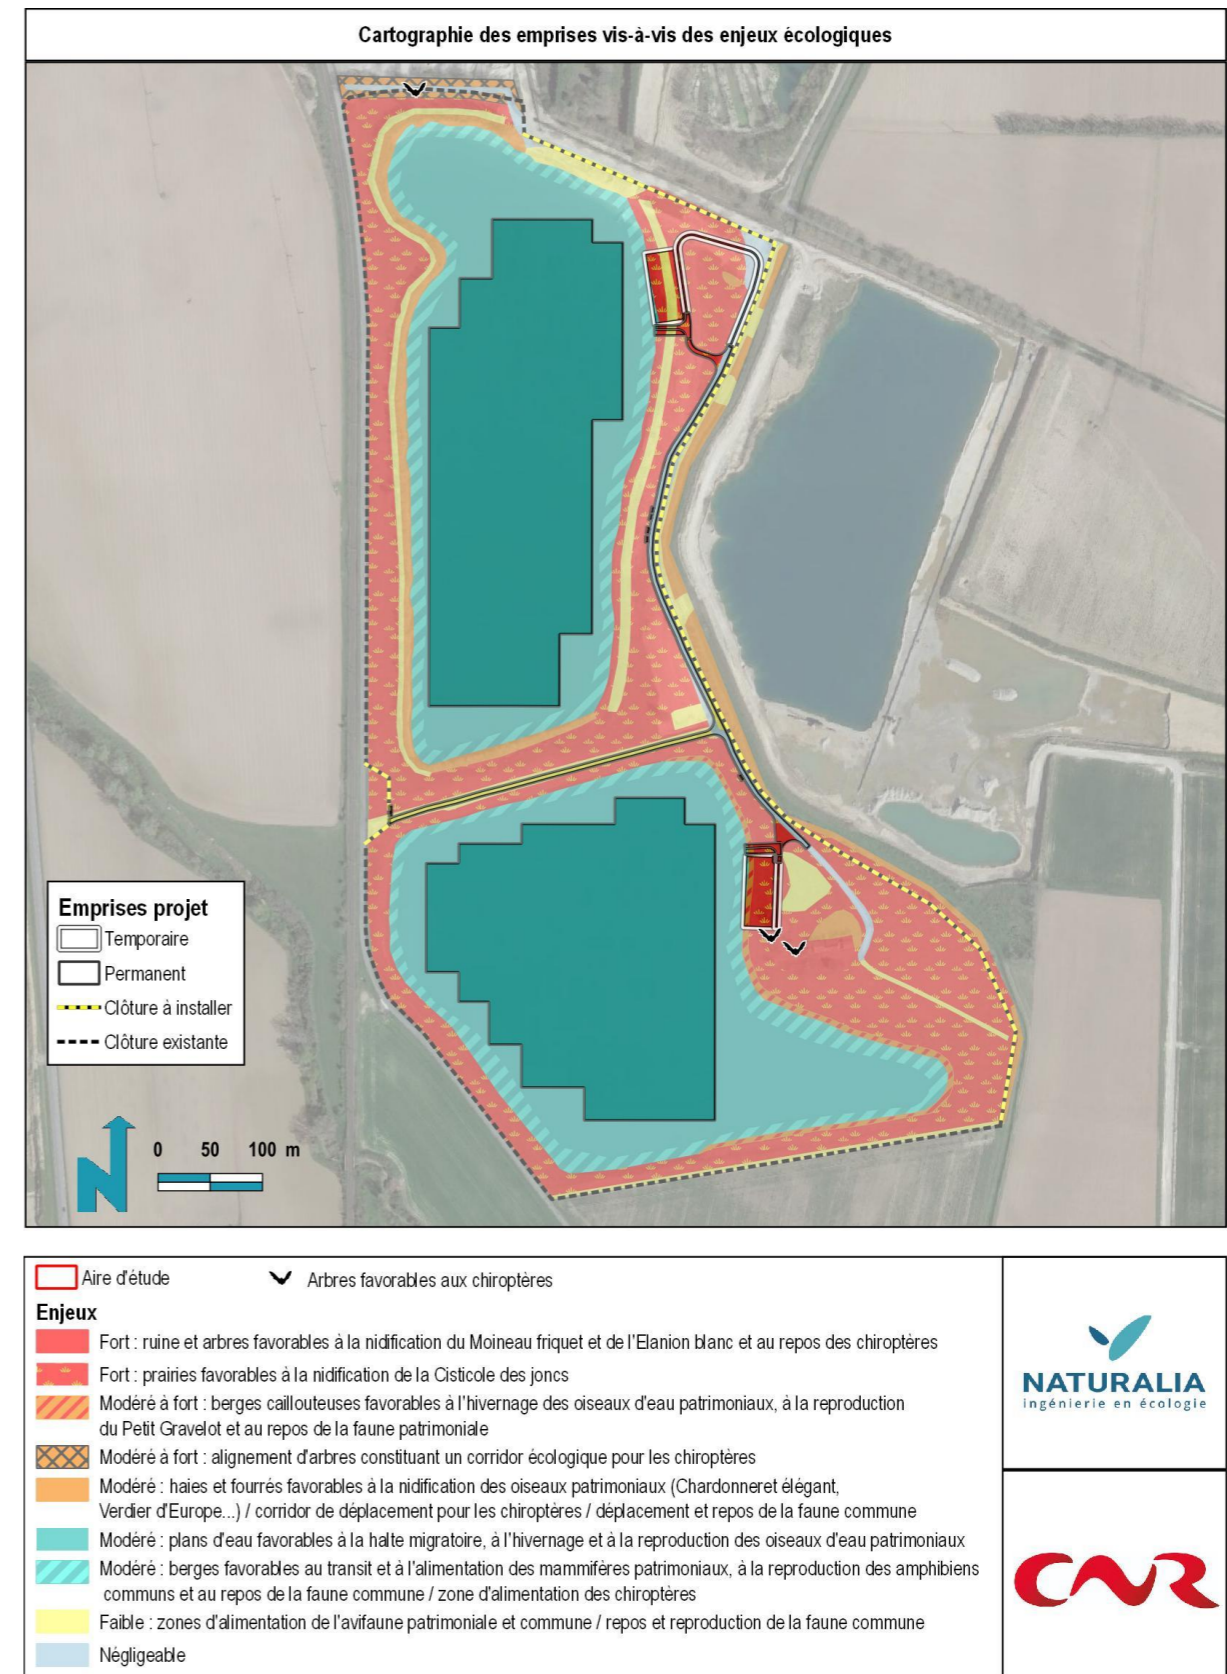 Cartographie des emprises vis-à-vis des enjeux écologiques
Emprises projet
Temporaire
Permanent
Clôture à installer
Clôture existante
N
0 50 100 m
Aire d'étude
Arbres favorables aux chiroptères
Enjeux
Fort : ruine et arbres favorables à la nidification du Moineau friquet et de l'Elanion blanc et au repos des chiroptères
Fort : prairies favorables à la nidification de la Cisticole des joncs
Modéré à fort : berges caillouteuses favorables à l'hivernage des oiseaux d'eau patrimoniaux, à la reproduction
du Petit Gravelot et au repos de la faune patrimoniale
Modéré à fort : alignement d'arbres constituant un corridor écologique pour les chiroptères
Modéré : haies et fourrés favorables à la nidification des oiseaux patrimoniaux (Chardonneret élégant,
Verdier d'Europe...) / corridor de déplacement pour les chiroptères / déplacement et repos de la faune commune
Modéré : plans d'eau favorables à la halte migratoire, à l'hivernage et à la reproduction des oiseaux d'eau patrimoniaux
Modéré : berges favorables au transit et à l'alimentation des mammifères patrimoniaux, à la reproduction des amphibiens
communs et au repos de la faune commune / zone d'alimentation des chiroptères
Faible : zones d'alimentation de l'avifaune patrimoniale et commune / repos et reproduction de la faune commune
Négligeable
NATURALIA
ingénierie en écologie
CNR